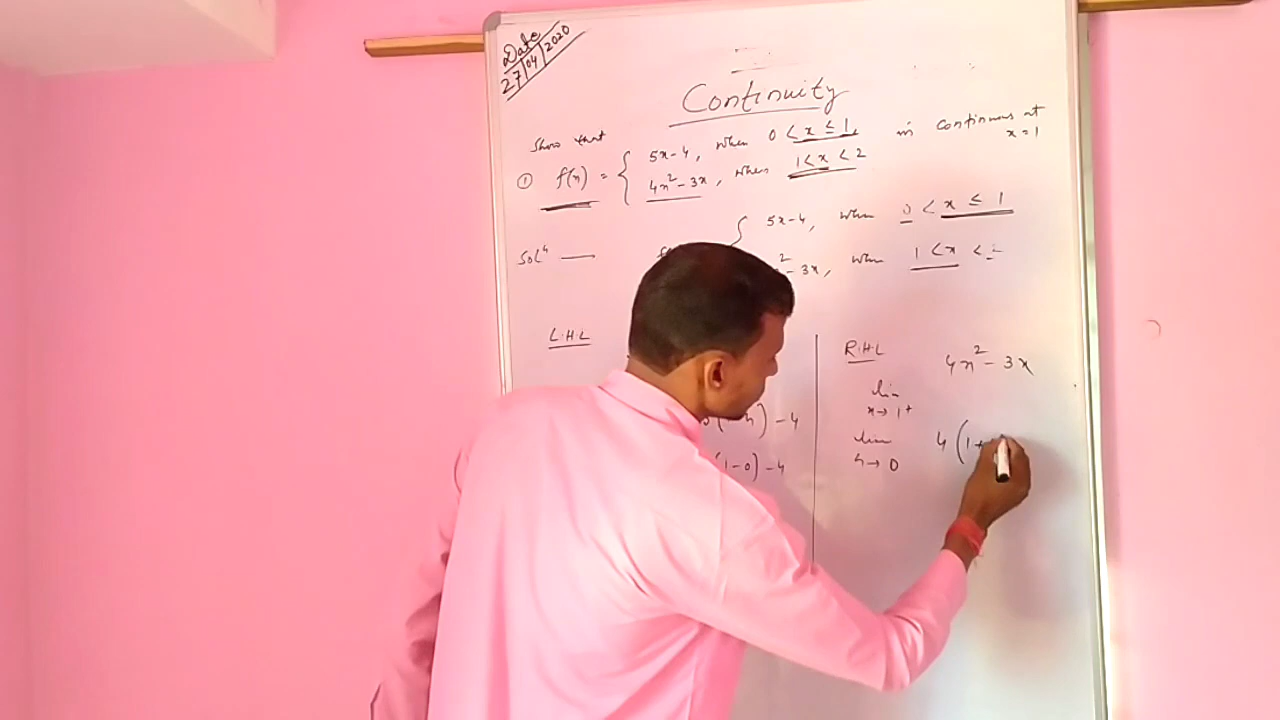 Date
27/04/2020
Continuity
Show that
① f(x) = { 5x-4, when 0 < x ≤ 1, is continuous at x=1
4x² - 3x, when 1 < x < 2
5x-4, when 0 < x ≤ 1
Solⁿ —
² - 3x, when 1 < x < 2
L.H.L
R.H.L 4x² - 3x
lim
x→1⁺
) - 4
lim 4(1+
h→0
(1-0) -4